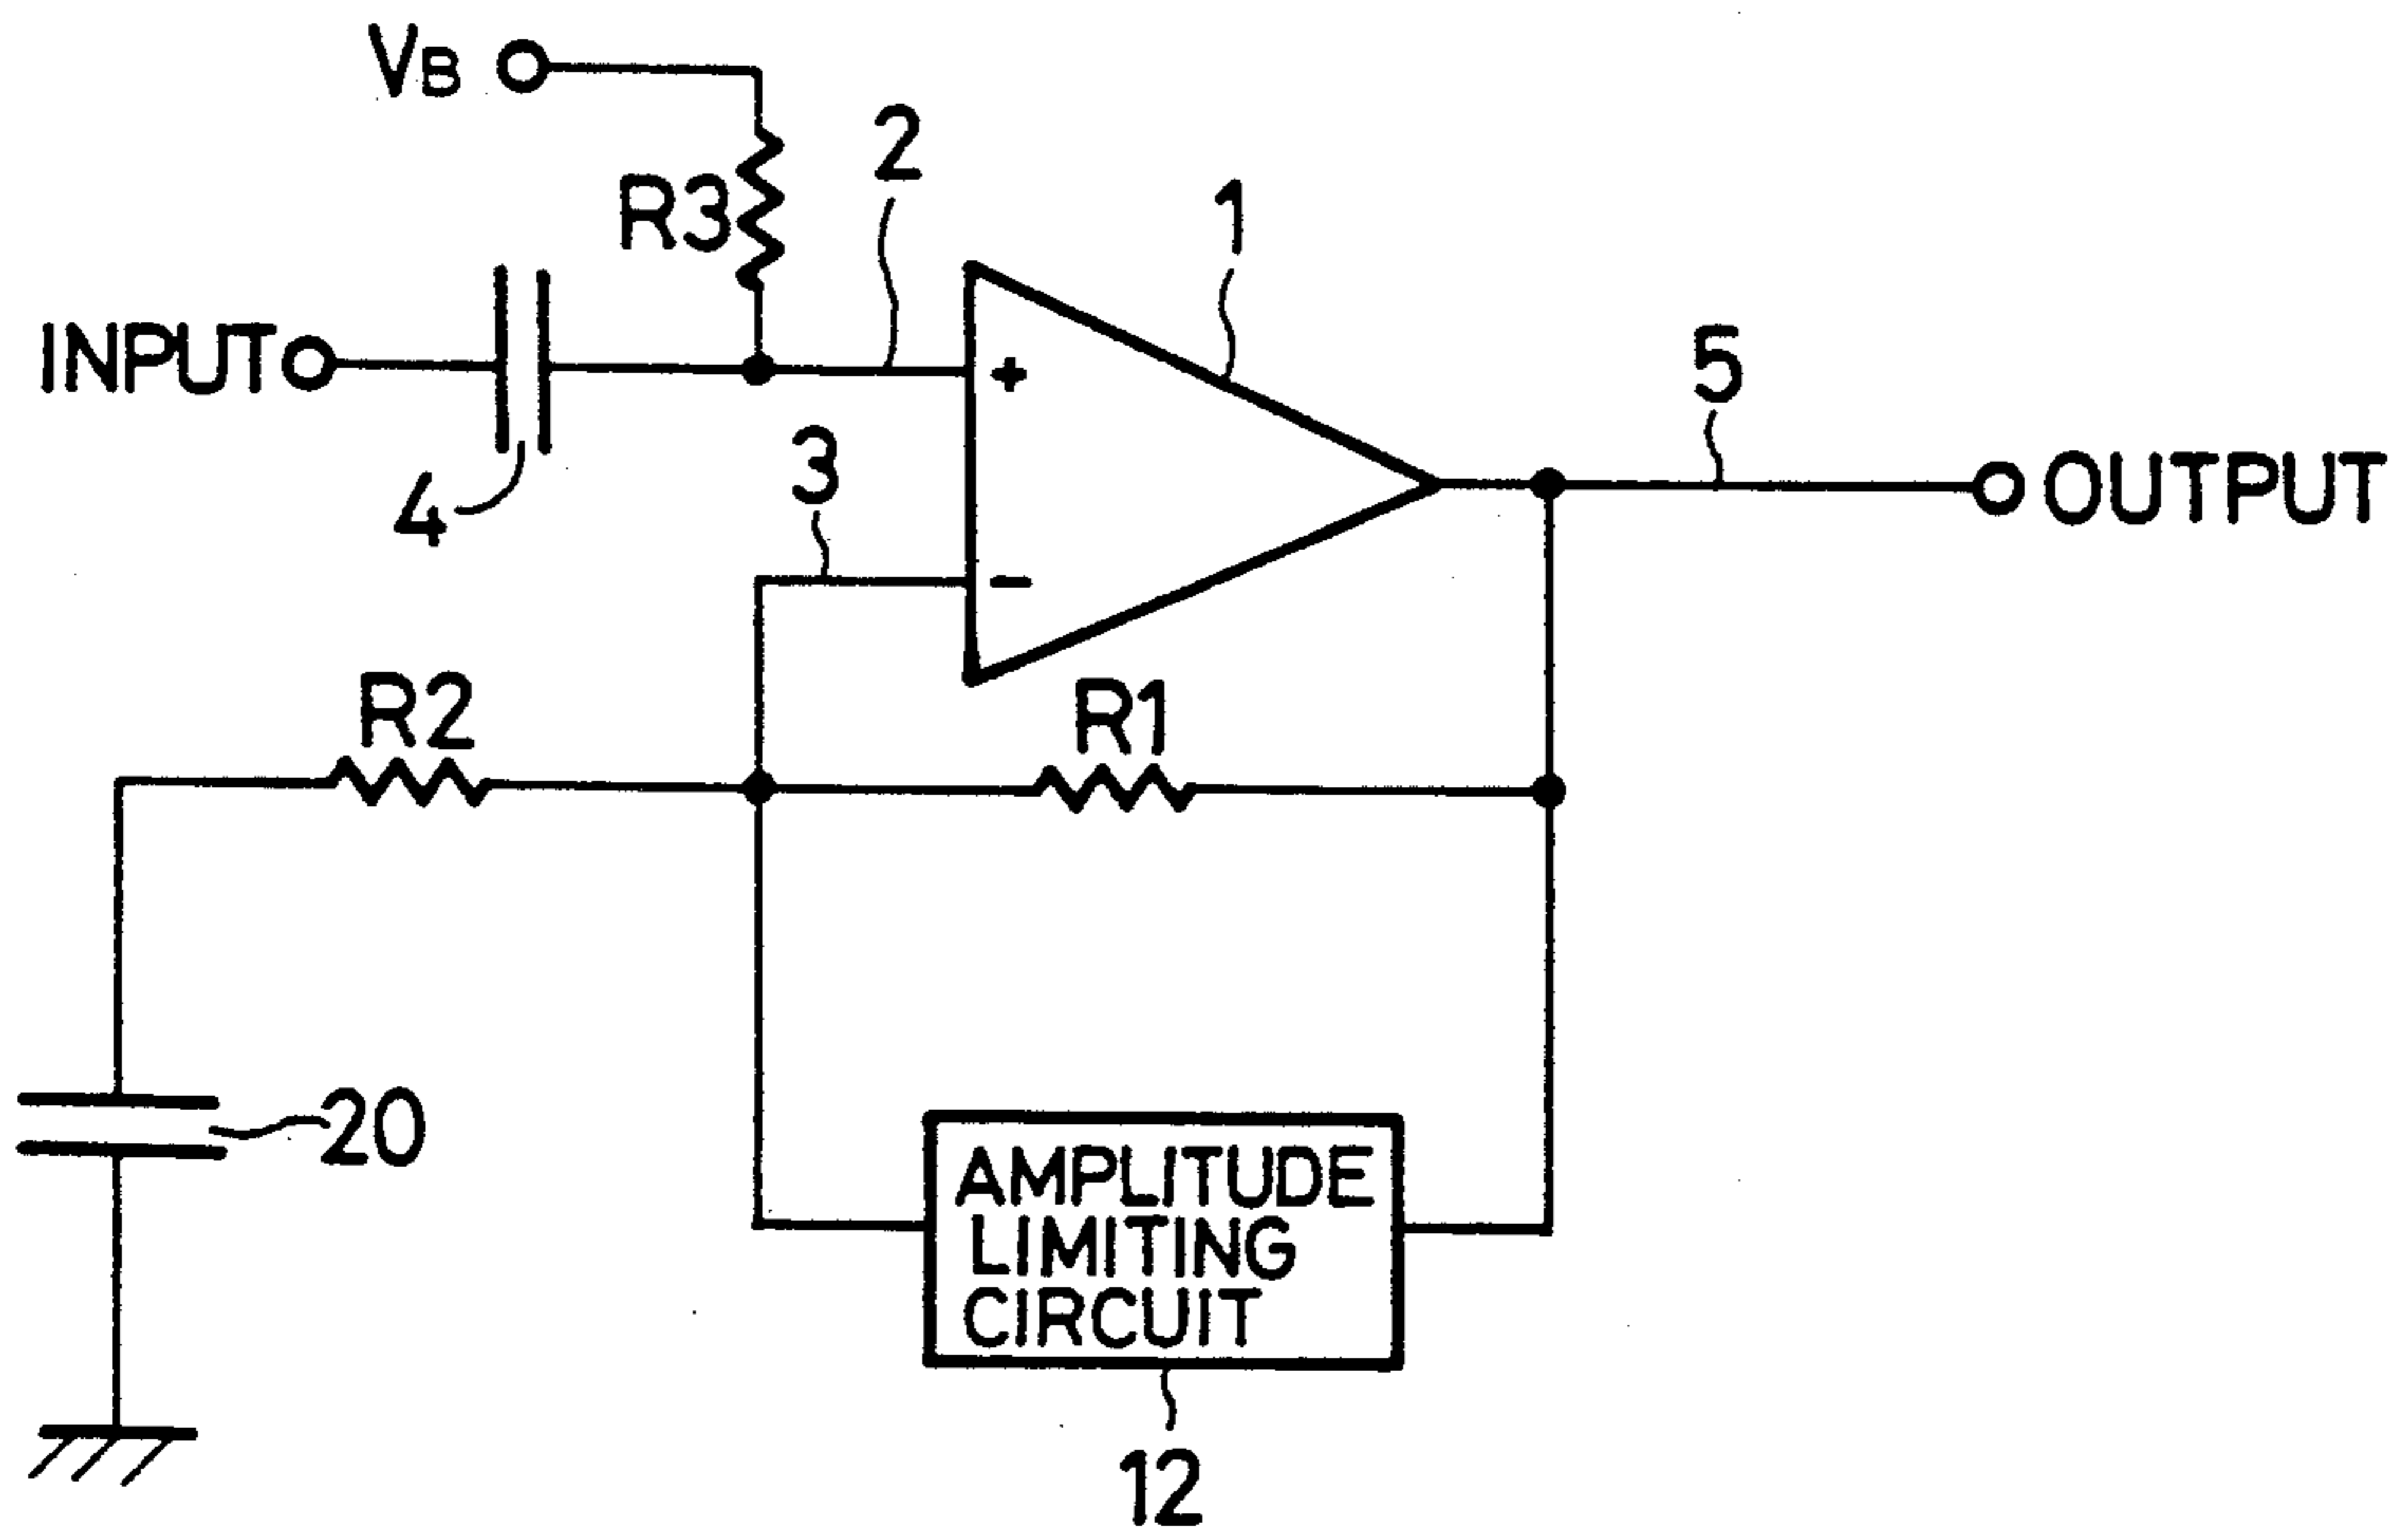 VB
2
R3
1
INPUT
+
5
3
OUTPUT
4
-
R2
R1
20
AMPLITUDE
LIMITING
CIRCUIT
12